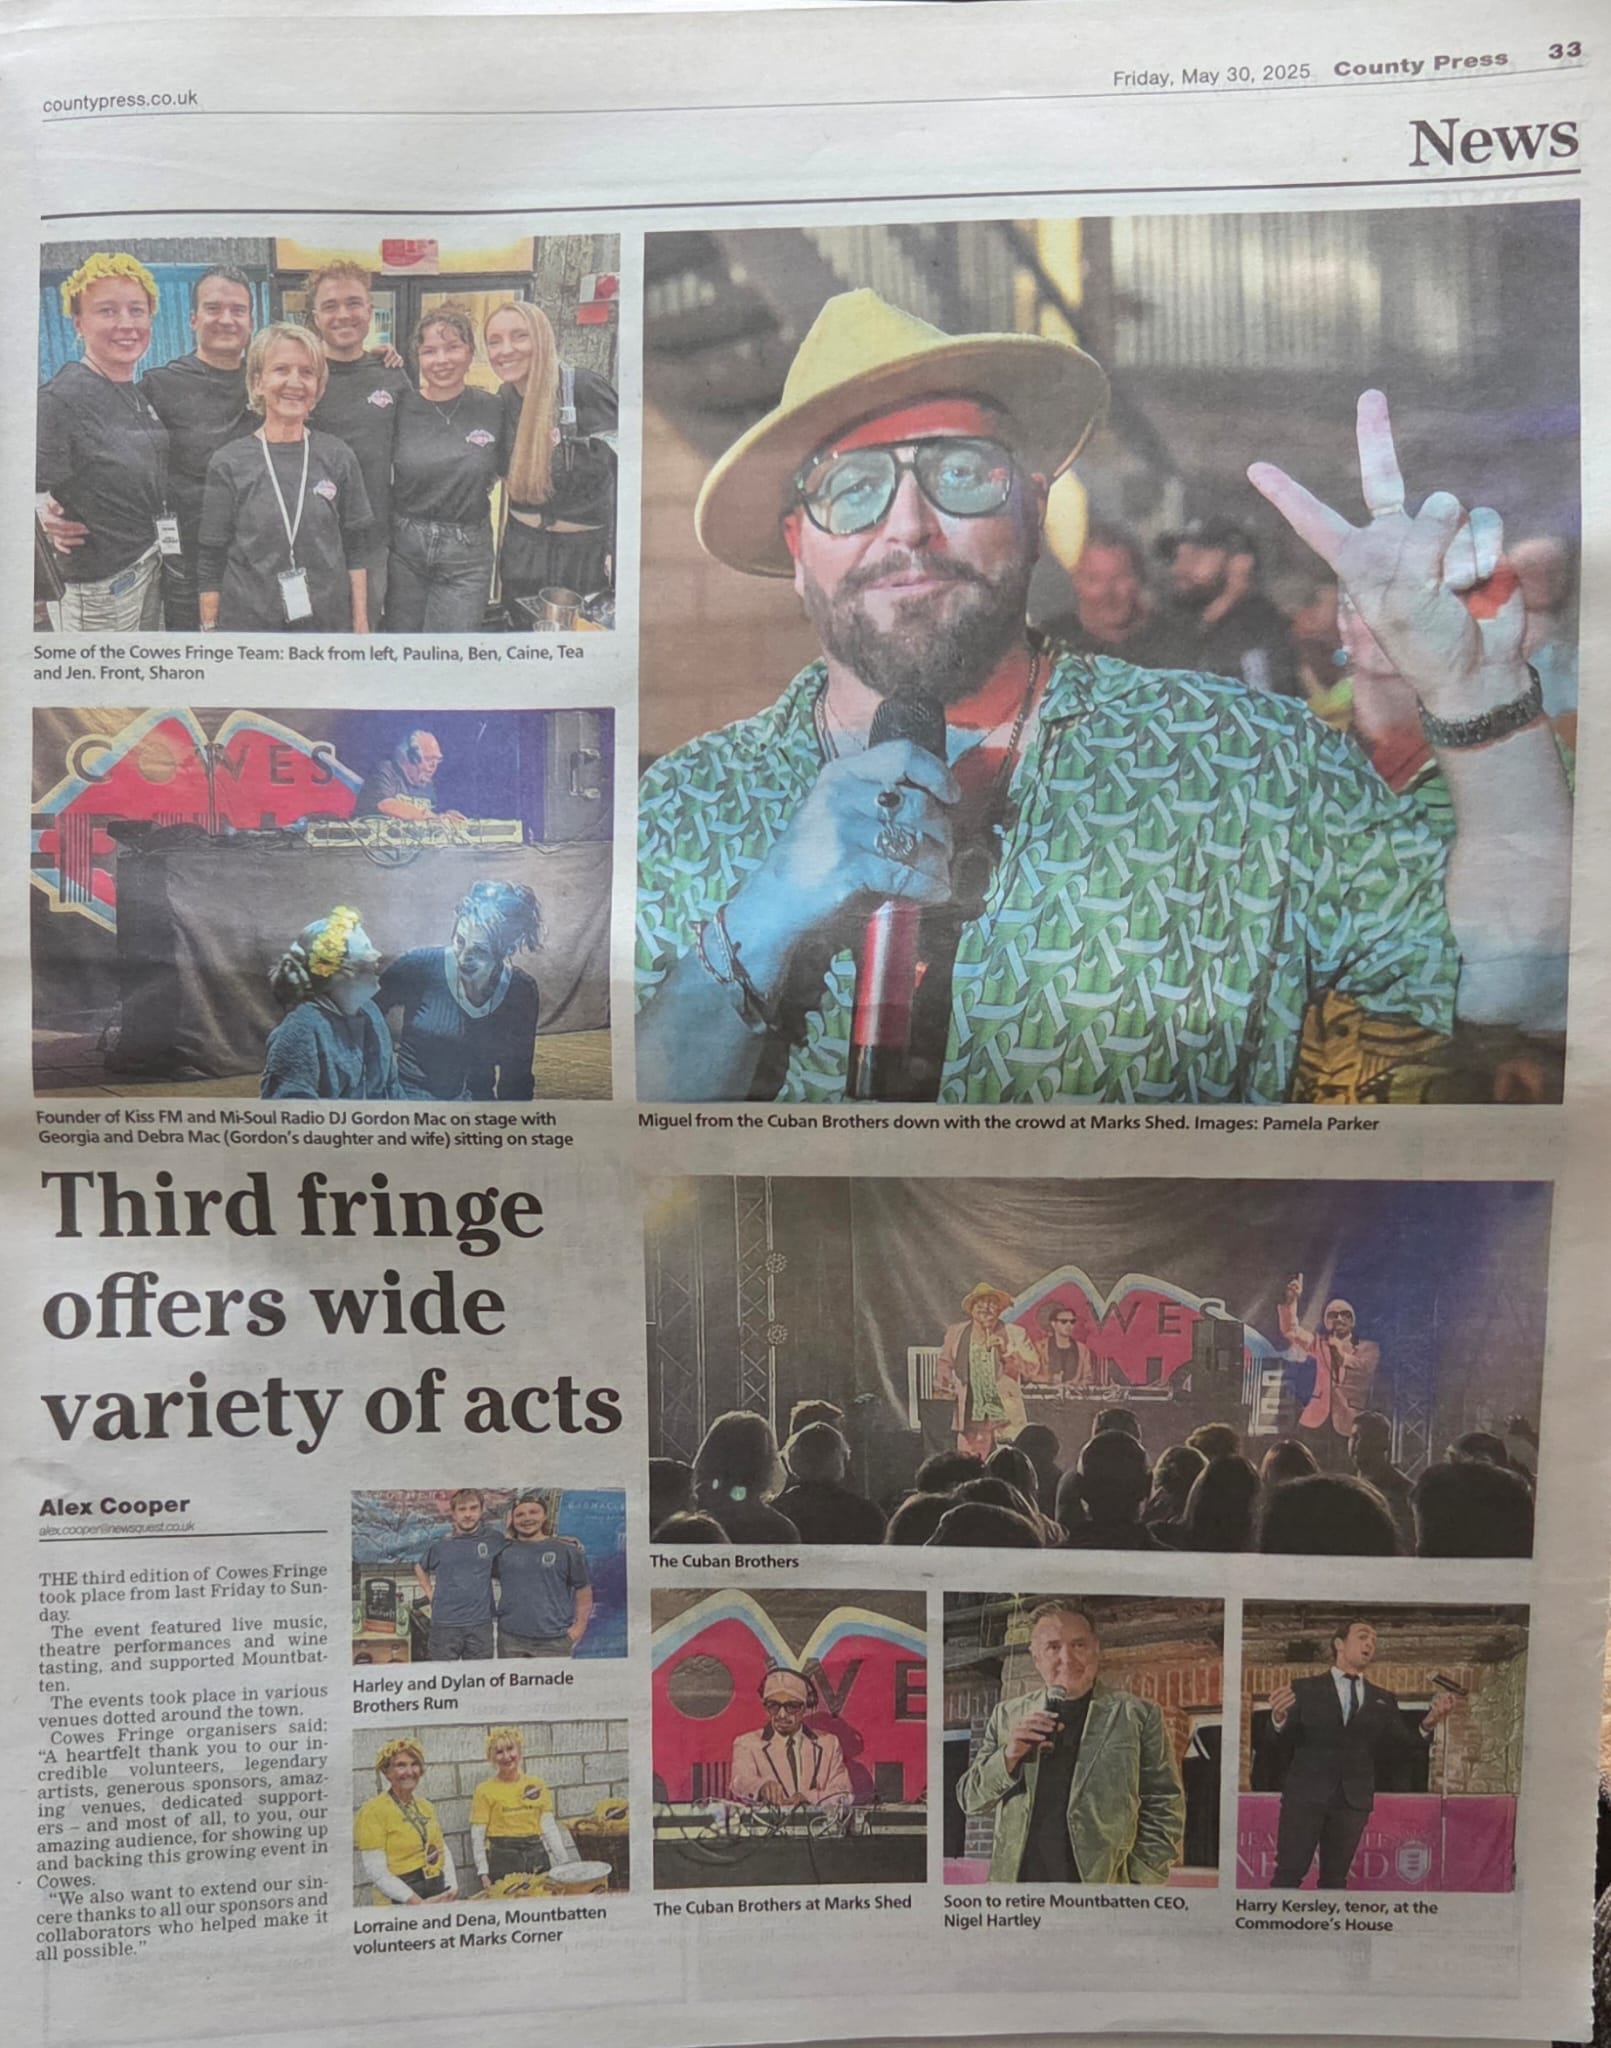 countypress.co.uk
Friday, May 30, 2025 County Press 33
News
Some of the Cowes Fringe Team: Back from left, Paulina, Ben, Caine, Tea
and Jen. Front, Sharon
COWES
Founder of Kiss FM and Mi-Soul Radio DJ Gordon Mac on stage with
Georgia and Debra Mac (Gordon's daughter and wife) sitting on stage
Miguel from the Cuban Brothers down with the crowd at Marks Shed. Images: Pamela Parker
Third fringe
offers wide
variety of acts
Alex Cooper
alex.cooper@newsquest.co.uk
THE third edition of Cowes Fringe
took place from last Friday to Sun-
day.
The event featured live music,
theatre performances and wine
tasting, and supported Mountbat-
ten.
The events took place in various
venues dotted around the town.
Cowes Fringe organisers said:
“A heartfelt thank you to our in-
credible volunteers, legendary
artists, generous sponsors, amaz-
ing venues, dedicated support-
ers – and most of all, to you, our
amazing audience, for showing up
and backing this growing event in
Cowes.
“We also want to extend our sin-
cere thanks to all our sponsors and
collaborators who helped make it
all possible.”
Harley and Dylan of Barnacle
Brothers Rum
Lorraine and Dena, Mountbatten
volunteers at Marks Corner
OWES
The Cuban Brothers
OWE
The Cuban Brothers at Marks Shed
Soon to retire Mountbatten CEO,
Nigel Hartley
Harry Kersley, tenor, at the
Commodore's House